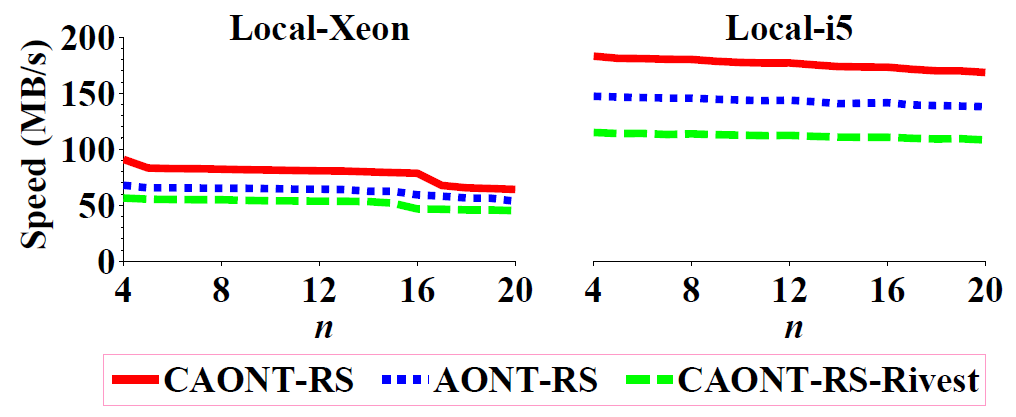 Local-Xeon
Local-i5
Speed (MB/s)
200
150
100
50
0
4 8 12 16 20
4 8 12 16 20
n
n
CAONT-RS AONT-RS CAONT-RS-Rivest